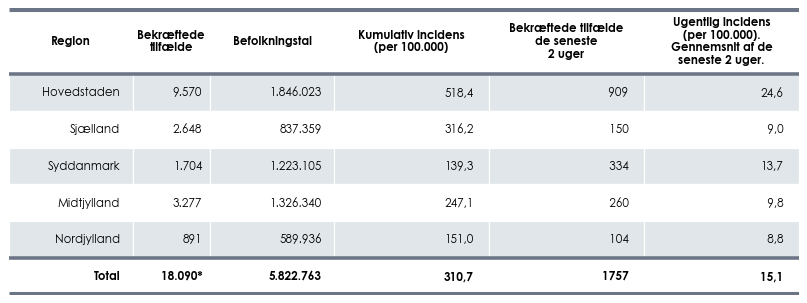 Region Bekræftede tilfælde Befolkningstal Kumulativ incidens (per 100.000) Bekræftede tilfælde de seneste 2 uger Ugentlig incidens (per 100.000). Gennemsnit af de seneste 2 uger.
Hovedstaden 9.570 1.846.023 518,4 909 24,6
Sjælland 2.648 837.359 316,2 150 9,0
Syddanmark 1.704 1.223.105 139,3 334 13,7
Midtjylland 3.277 1.326.340 247,1 260 9,8
Nordjylland 891 589.936 151,0 104 8,8
Total 18.090* 5.822.763 310,7 1757 15,1